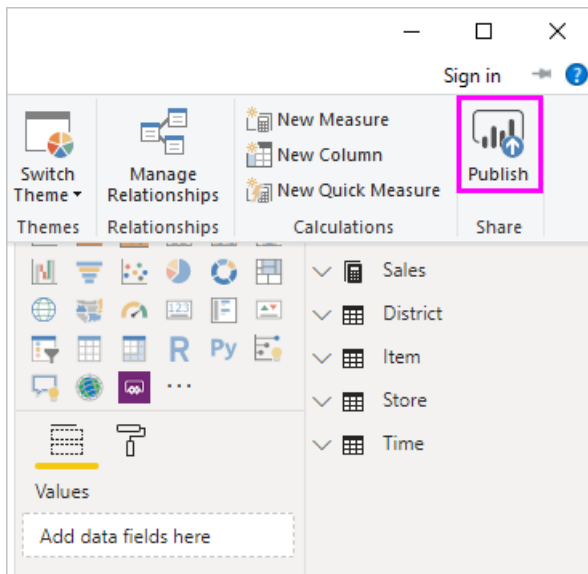 Sign in
?
Switch Theme
Manage Relationships
New Measure
New Column
New Quick Measure
Publish
Themes
Relationships
Calculations
Share
123
R
Py
...
Sales
District
Item
Store
Time
Values
Add data fields here